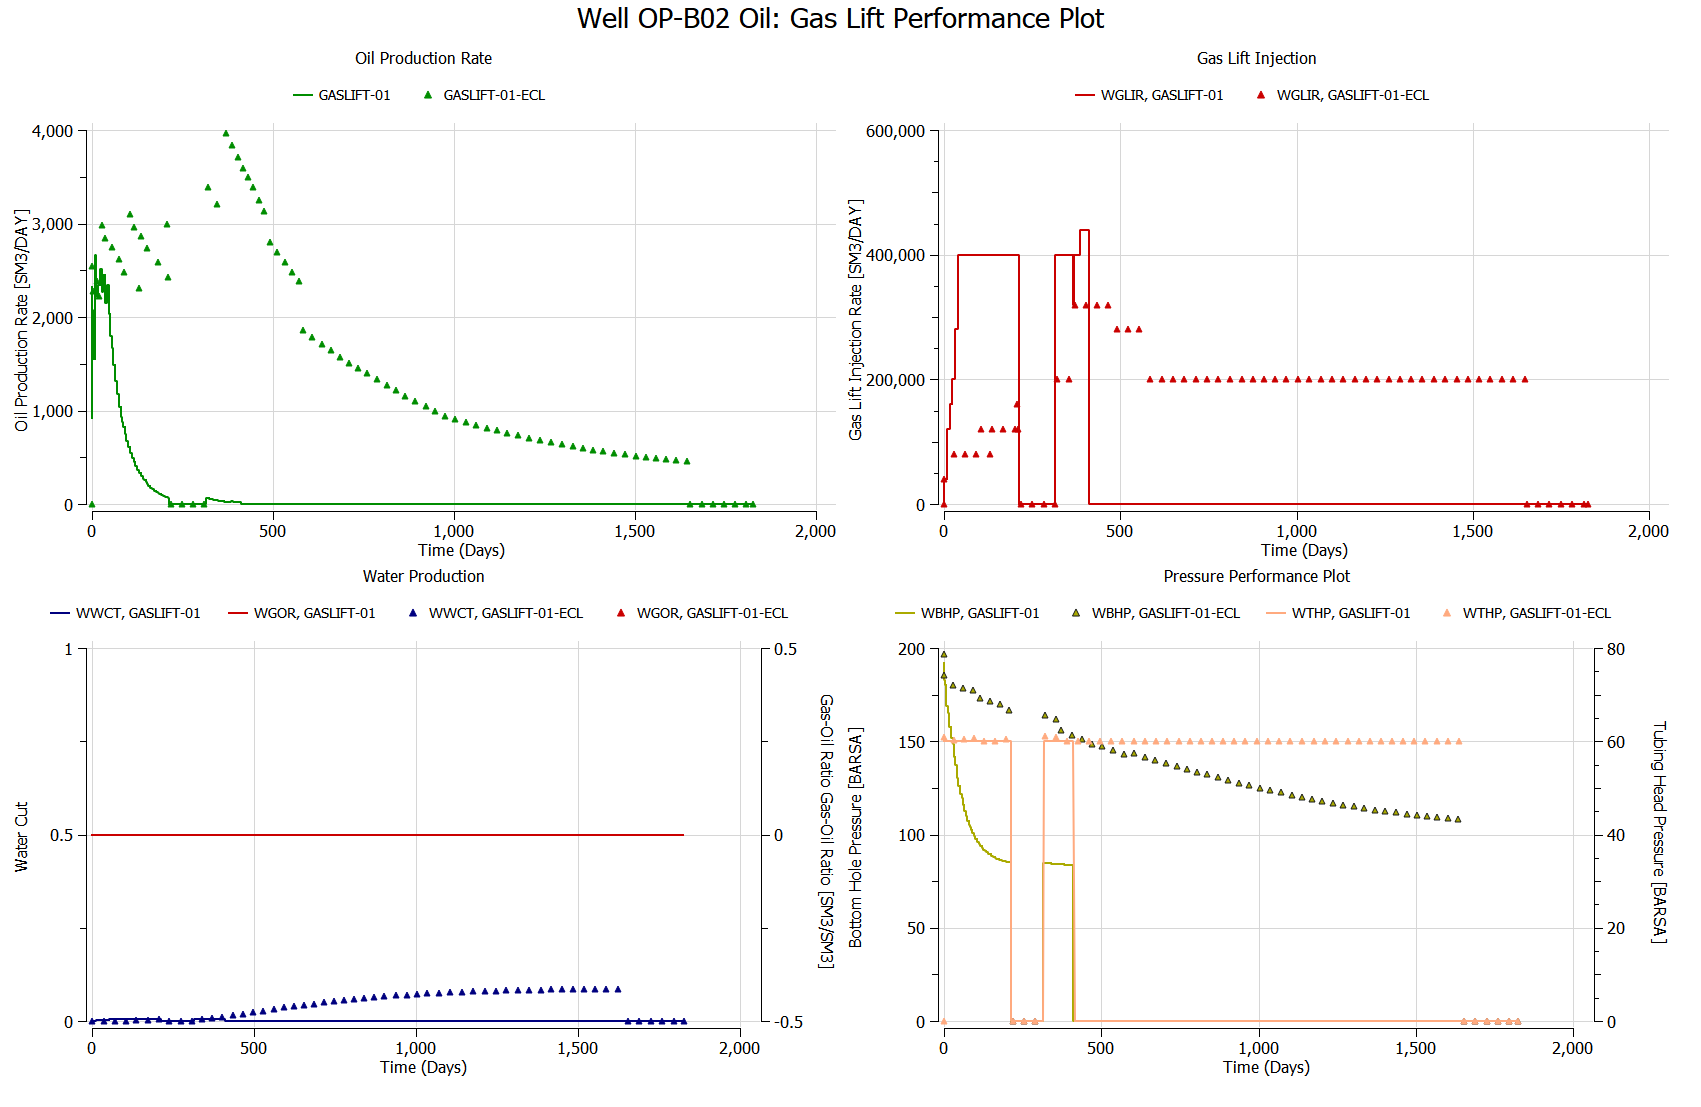 Well OP-B02 Oil: Gas Lift Performance Plot
Oil Production Rate
GASLIFT-01
GASLIFT-01-ECL
Oil Production Rate [SM3/DAY]
4,000
3,000
2,000
1,000
0
0
500
1,000
1,500
2,000
Time (Days)
Gas Lift Injection
WGLIR, GASLIFT-01
WGLIR, GASLIFT-01-ECL
Gas Lift Injection Rate [SM3/DAY]
600,000
400,000
200,000
0
0
500
1,000
1,500
2,000
Time (Days)
Water Production
WWCT, GASLIFT-01
WGOR, GASLIFT-01
WWCT, GASLIFT-01-ECL
WGOR, GASLIFT-01-ECL
Water Cut
1
0.5
0
0.5
0
-0.5
Gas-Oil Ratio Gas-Oil Ratio [SM3/SM3]
0
500
1,000
1,500
2,000
Time (Days)
Pressure Performance Plot
WBHP, GASLIFT-01
WBHP, GASLIFT-01-ECL
WTHP, GASLIFT-01
WTHP, GASLIFT-01-ECL
Bottom Hole Pressure [BARSA]
200
150
100
50
0
80
60
40
20
0
Tubing Head Pressure [BARSA]
0
500
1,000
1,500
2,000
Time (Days)